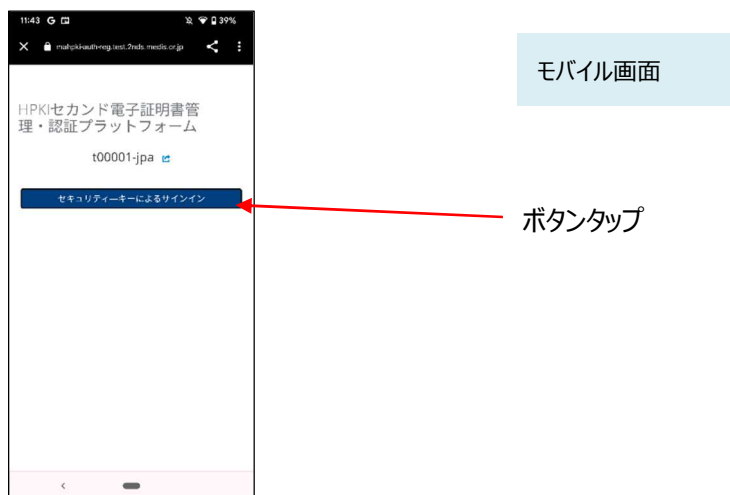 11:43 G
39%
mahpki-auth-reg.test.2nds.medis.or.jp
モバイル画面
HPKIセカンド電子証明書管
理・認証プラットフォーム
t00001-jpa
セキュリティーキーによるサインイン
ボタンタップ